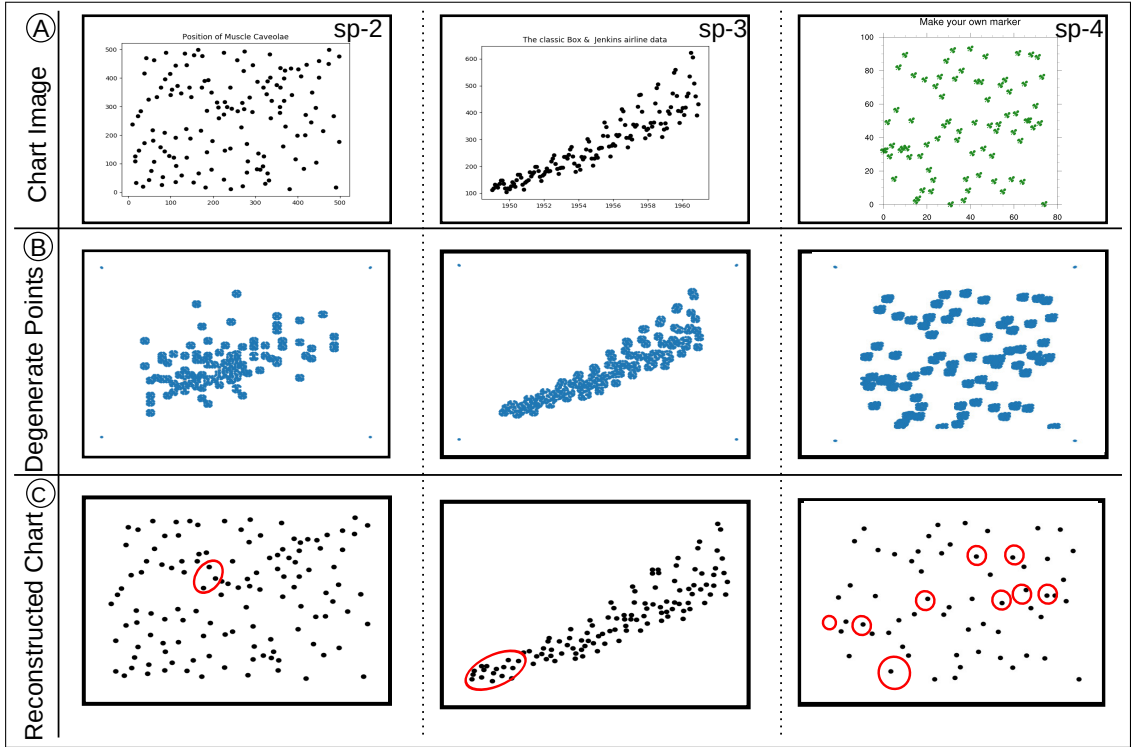 A
Chart Image
sp-2
Position of Muscle Caveolae
500
400
300
200
100
0
0 100 200 300 400 500
sp-3
The classic Box & Jenkins airline data
600
500
400
300
200
100
1950 1952 1954 1956 1958 1960
Make your own marker
sp-4
100
80
60
40
20
0
0 20 40 60 80
B
Degenerate Points
C
Reconstructed Chart